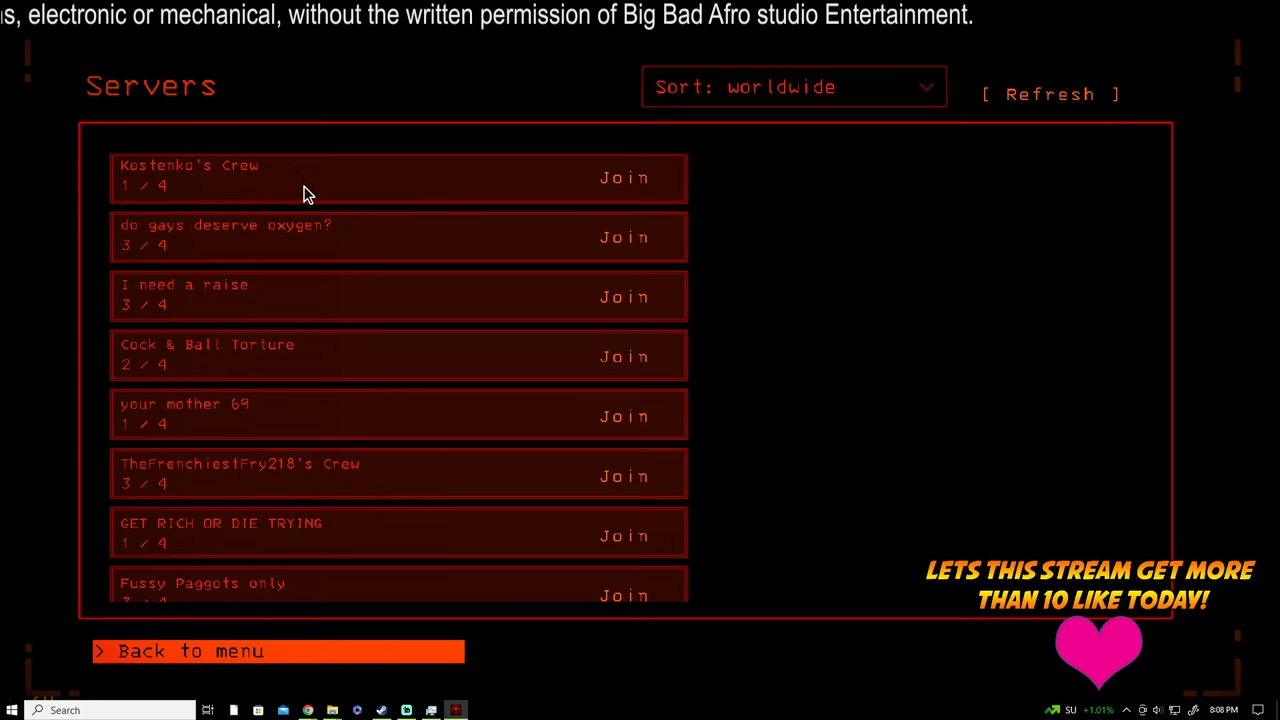 s, electronic or mechanical, without the written permission of Big Bad Afro studio Entertainment.
Servers
Sort: worldwide
[ Refresh ]
Kostenko's Crew
1 / 4
Join
do gays deserve oxygen?
3 / 4
Join
I need a raise
3 / 4
Join
Cock & Ball Torture
2 / 4
Join
your mother 69
1 / 4
Join
TheFrenchiestFry218's Crew
3 / 4
Join
GET RICH OR DIE TRYING
1 / 4
Join
Fussy Paggots only
Join
LETS THIS STREAM GET MORE
THAN 10 LIKE TODAY!
> Back to menu
Search
SU +1.01%
8:08 PM